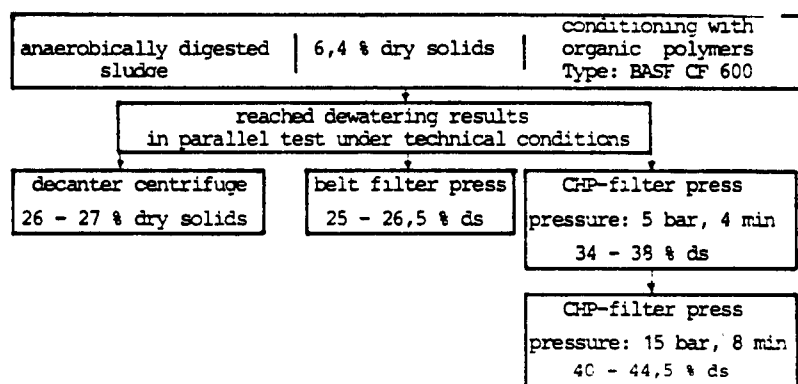 anaerobically digested
sludge
6,4 % dry solids
conditioning with
organic polymers
Type: BASF CF 600
reached dewatering results
in parallel test under technical conditions
decanter centrifuge
26 - 27 % dry solids
belt filter press
25 - 26,5 % ds
CHP-filter press
pressure: 5 bar, 4 min
34 - 38 % ds
CHP-filter press
pressure: 15 bar, 8 min
40 - 44,5 % ds